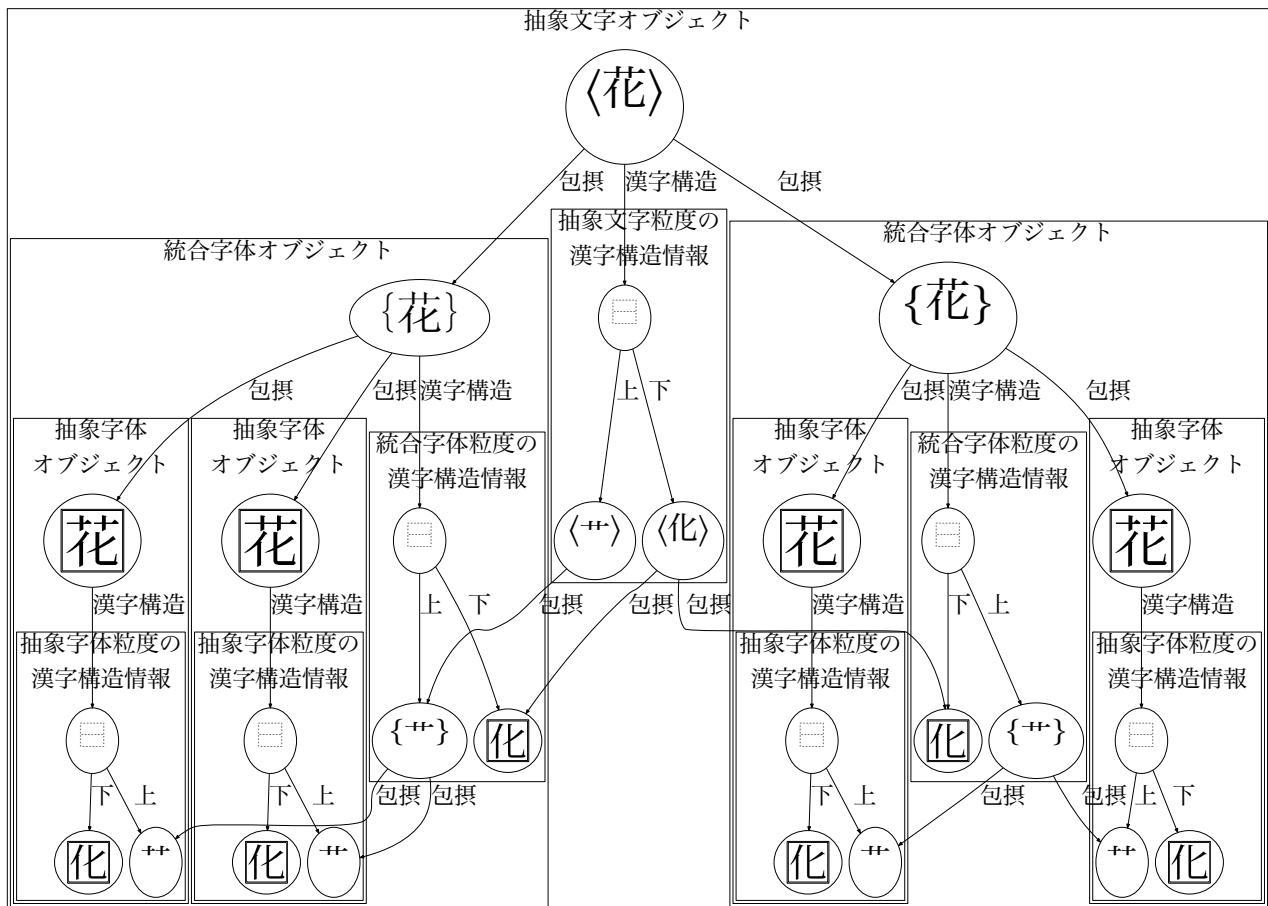 抽象文字オブジェクト
〈花〉
包摂 漢字構造 包摂
抽象文字粒度の
漢字構造情報
統合字体オブジェクト
{花}
統合字体オブジェクト
{花}
上 下
〈艹〉 〈化〉
包摂 包摂 包摂
包摂 包摂 漢字構造
抽象字体
オブジェクト
花
漢字構造
抽象字体粒度の
漢字構造情報
下 上
化 艹
抽象字体
オブジェクト
花
漢字構造
抽象字体粒度の
漢字構造情報
下 上
化 艹
統合字体粒度の
漢字構造情報
上 下
{艹} 化
包摂 包摂
包摂 漢字構造 包摂
抽象字体
オブジェクト
花
漢字構造
抽象字体粒度の
漢字構造情報
下 上
化 艹
統合字体粒度の
漢字構造情報
下 上
化 {艹}
包摂 包摂
抽象字体
オブジェクト
花
漢字構造
抽象字体粒度の
漢字構造情報
上 下
艹 化